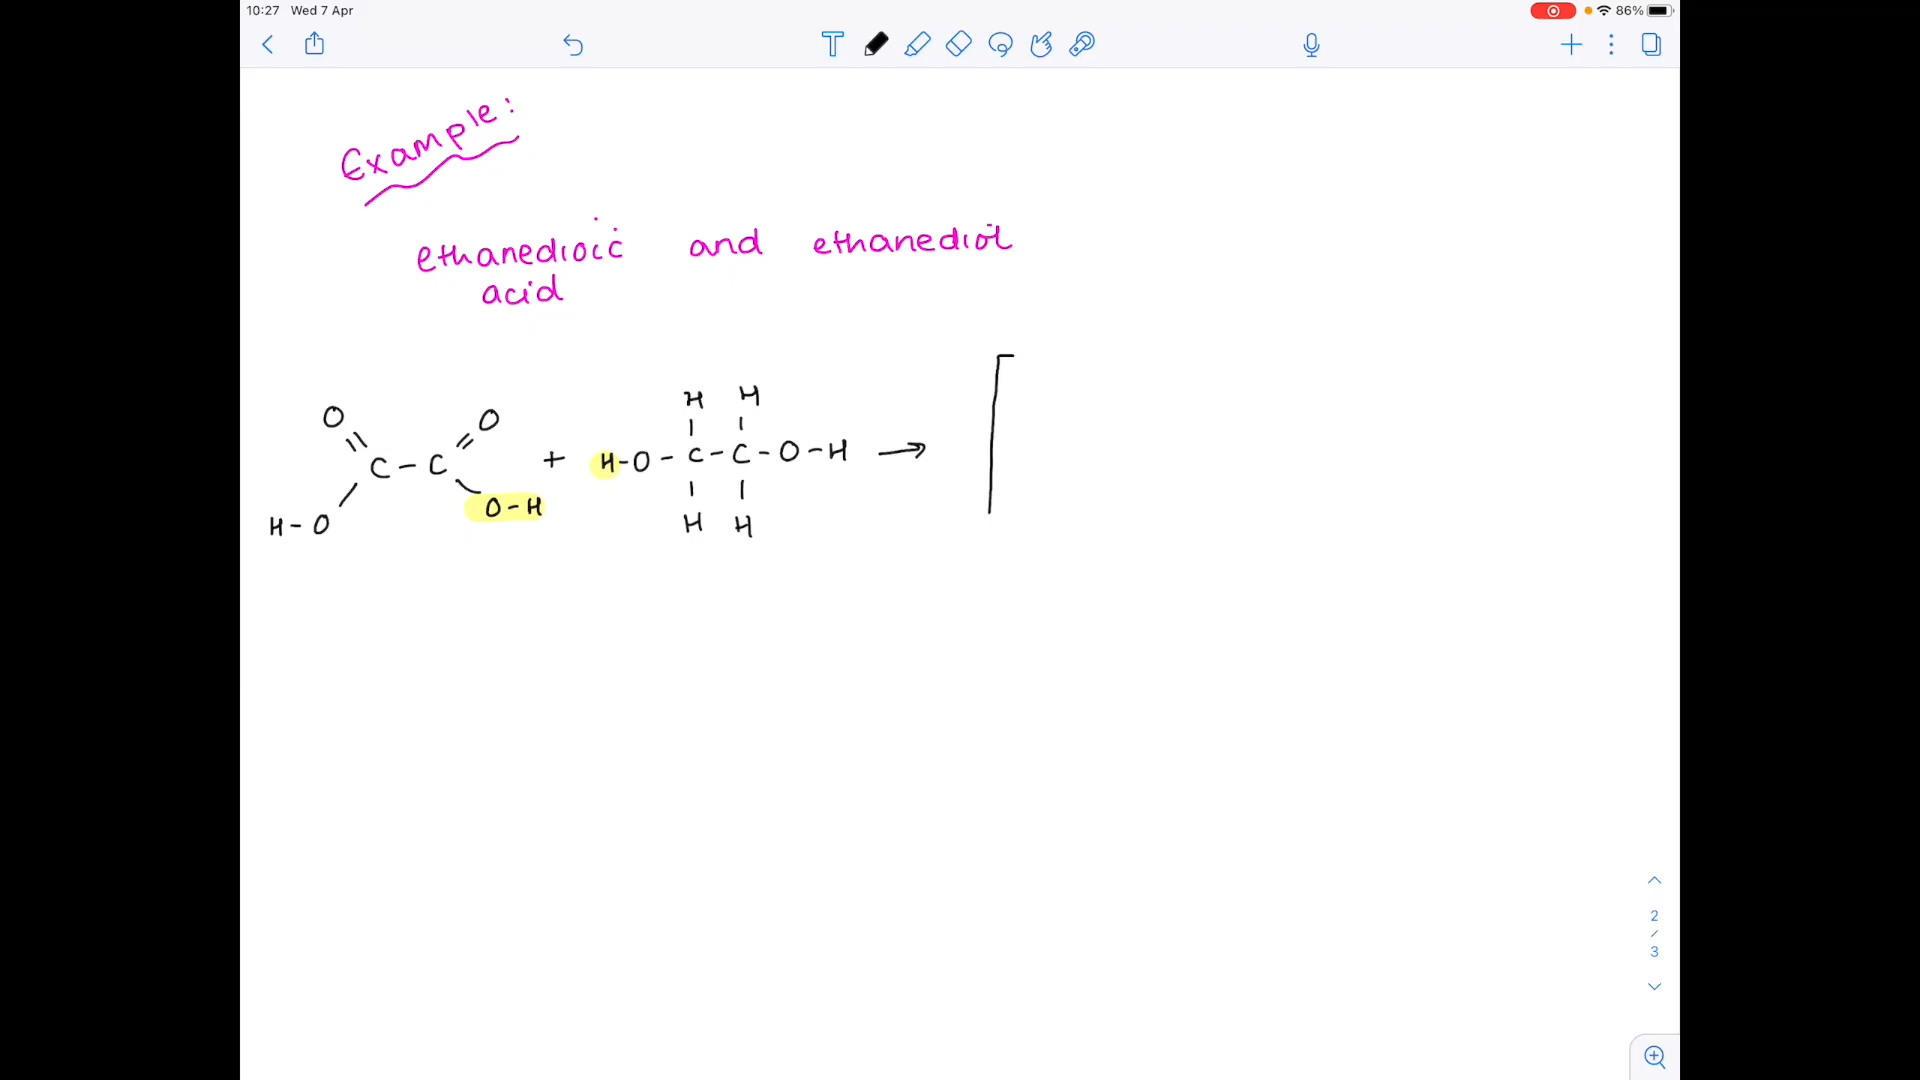 10:27 Wed 7 Apr
86%
Example:
ethanedioic and ethanediol
acid
H H
O O
H-O-C-C-O-H
C-C + →
O-H
H-O H H
2
/
3